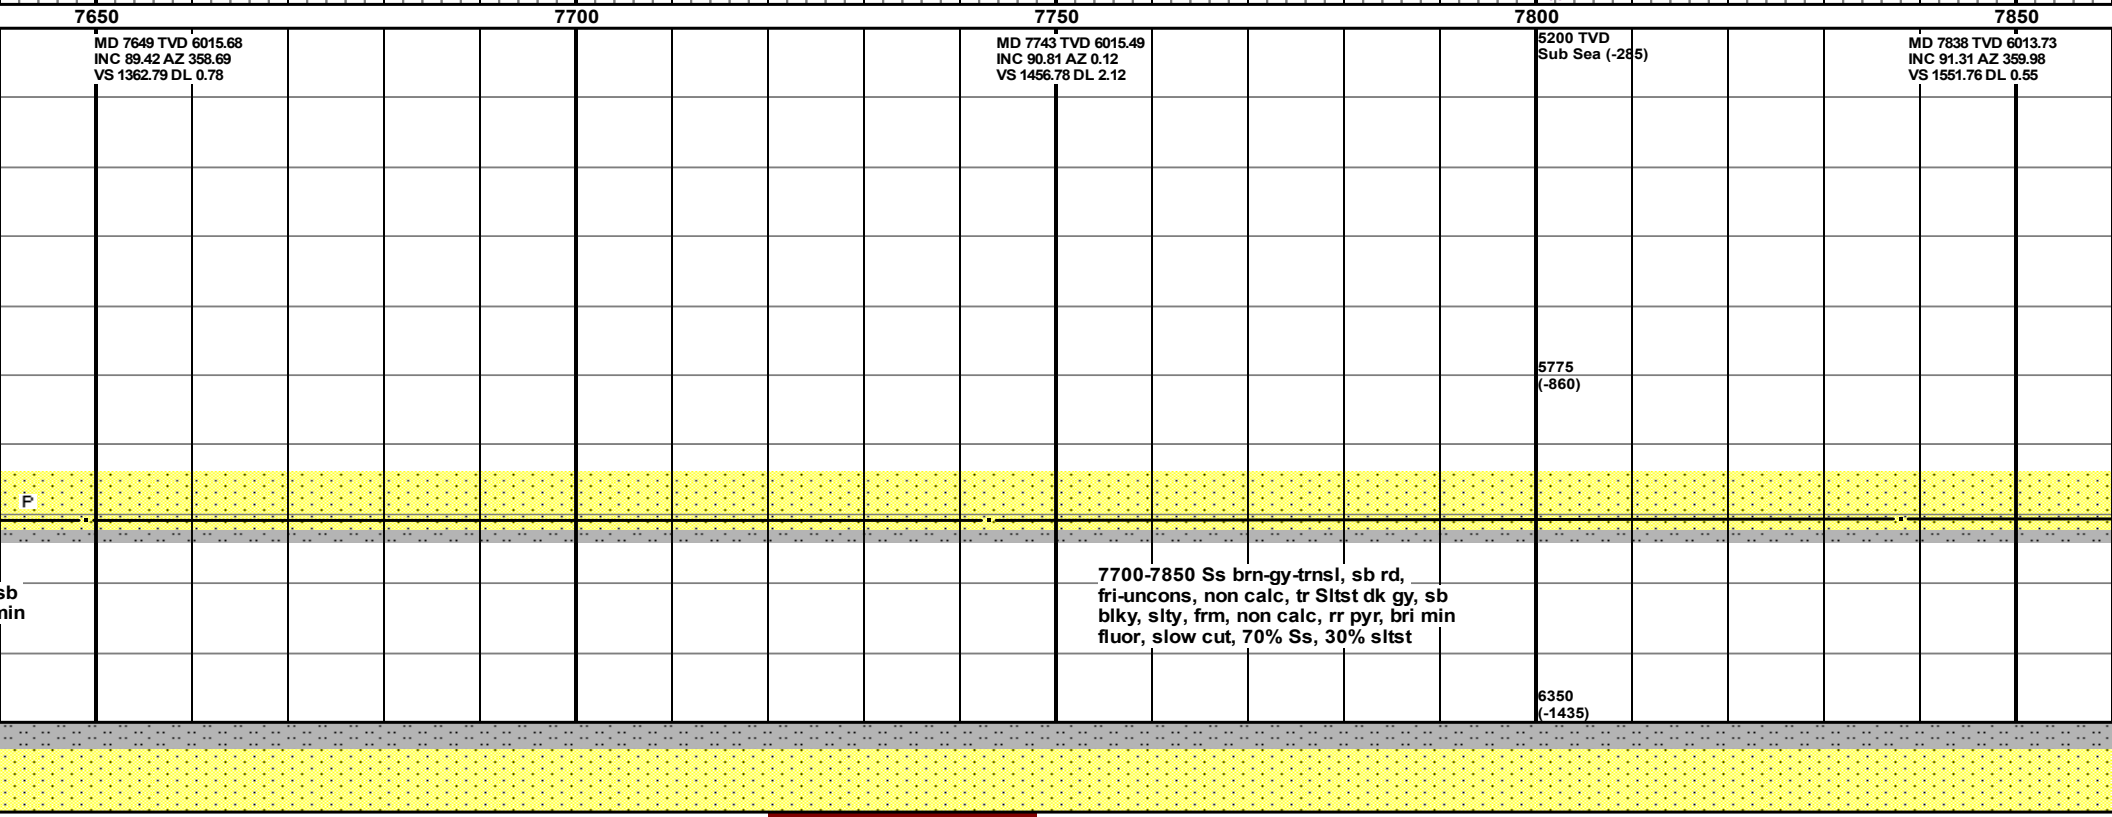 7650 7700 7750 7800 7850
MD 7649 TVD 6015.68
INC 89.42 AZ 358.69
VS 1362.79 DL 0.78
MD 7743 TVD 6015.49
INC 90.81 AZ 0.12
VS 1456.78 DL 2.12
5200 TVD
Sub Sea (-285)
MD 7838 TVD 6013.73
INC 91.31 AZ 359.98
VS 1551.76 DL 0.55
5775
(-860)
P
sb
min
7700-7850 Ss brn-gy-trnsl, sb rd,
fri-uncons, non calc, tr Sltst dk gy, sb
blky, slty, frm, non calc, rr pyr, bri min
fluor, slow cut, 70% Ss, 30% sltst
6350
(-1435)